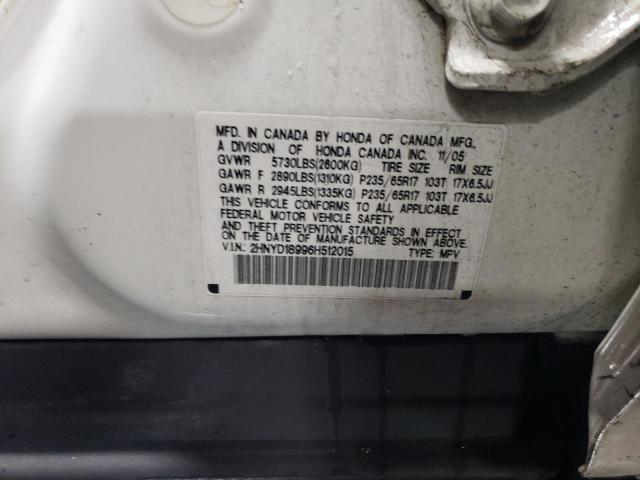 MFD. IN CANADA BY HONDA OF CANADA MFG.,
A DIVISION OF HONDA CANADA INC. 11/05
GVWR 5730LBS(2600KG) TIRE SIZE RIM SIZE
GAWR F 2890LBS(1310KG) P235/65R17 103T 17X6.5JJ
GAWR R 2945LBS(1335KG) P235/65R17 103T 17X6.5JJ
THIS VEHICLE CONFORMS TO ALL APPLICABLE
FEDERAL MOTOR VEHICLE SAFETY
AND THEFT PREVENTION STANDARDS IN EFFECT
ON THE DATE OF MANUFACTURE SHOWN ABOVE.
V.I.N.: 2HNYD18996H512015 TYPE: MPV